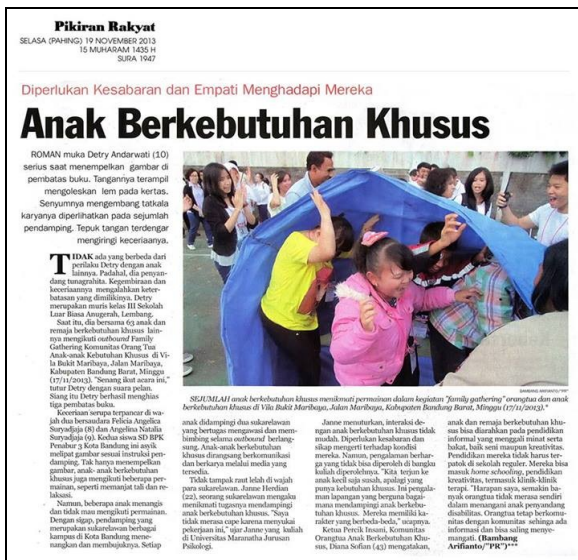 Pikiran Rakyat
SELASA (PAHING) 19 NOVEMBER 2013
15 MUHARAM 1435 H
SURA 1947
Diperlukan Kesabaran dan Empati Menghadapi Mereka
Anak Berkebutuhan Khusus
ROMAN muka Detry Andarwati (10)
serius saat menempelkan gambar di
pembatas buku. Tangannya terampil
mengoleskan lem pada kertas.
Senyumnya mengembang tatkala
karyanya diperlihatkan pada sejumlah
pendamping. Tepuk tangan terdengar
mengiringi keceriaanya.
TIDAK ada yang berbeda dari
perilaku Detry dengan anak
lainnya. Padahal, dia penyan-
dang tunagrahita. Kegembiraan dan
keceriaannya mengalahkan keter-
batasan yang dimilikinya. Detry
merupakan muris kelas III Sekolah
Luar Biasa Anugerah, Lembang.
Saat itu, dia bersama 63 anak dan
remaja berkebutuhan khusus lain-
nya mengikuti outbound Family
Gathering Komunitas Orang Tua
Anak-anak Kebutuhan Khusus di Vi-
la Bukit Maribaya, Jalan Maribaya,
Kabupaten Bandung Barat, Minggu
(17/11/2013). "Senang ikut acara ini,"
tutur Detry dengan suara pelan.
Siang itu Detry berhasil menghias
tiga pembatas buku.
Keceriaan serupa terpancar di wa-
jah dua bersaudara Felicia Angelica
Suryadjaja (8) dan Angelina Natalia
Suryadjaja (9). Kedua siswa SD BPK
Penabur 3 Kota Bandung ini asyik
melipat gambar sesuai instruksi pen-
damping. Tak hanya menempelkan
gambar, anak- anak berkebutuhan
khusus juga mengikuti beberapa per-
mainan, seperti memanjat tali dan re-
laksasi.
Namun, beberapa anak menangis
dan tidak mau mengikuti permainan.
Dengan sigap, pendamping yang
merupakan sukarelawan berbagai
kampus di Kota Bandung mene-
nangkan dan membujuknya. Setiap
BAMBANG ARIFIANTO/"PR"
SEJUMLAH anak berkebutuhan khusus menikmati permainan dalam kegiatan "family gathering" orangtua dan anak
berkebutuhan khusus di Vila Bukit Maribaya, Jalan Maribaya, Kabupaten Bandung Barat, Minggu (17/11/2013).*
anak didampingi dua sukarelawan
yang bertugas mengawasi dan mem-
bimbing selama outbound berlang-
sung. Anak-anak berkebutuhan
khusus dirangsang berkomunikasi
dan berkarya melalui media yang
tersedia.
Tidak tampak raut lelah di wajah
para sukarelawan. Janne Herdian
(22), seorang sukarelawan mengaku
menikmati tugasnya mendampingi
anak berkebutuhan khusus. "Saya
tidak merasa cape karena menyukai
pekerjaan ini," ujar Janne yang kuliah
di Universitas Maranatha Jurusan
Psikologi.
Janne menuturkan, interaksi de-
ngan anak berkebutuhan khusus tidak
mudah. Diperlukan kesabaran dan
sikap mengerti terhadap kondisi
mereka. Namun, pengalaman berhar-
ga yang tidak bisa diperoleh di bangku
kuliah diperolehnya. "Kita terjun ke
anak kecil saja susah, apalagi yang
punya kebutuhan khusus. Ini pengala-
man lapangan yang berguna bagai-
mana mendampingi anak berkebu-
tuhan khusus. Mereka memiliki ka-
rakter yang berbeda-beda," ucapnya.
Ketua Percik Insani, Komunitas
Orangtua Anak Berkebutuhan Khu-
sus, Diana Sofian (43) mengatakan,
anak dan remaja berkebutuhan khu-
sus bisa diarahkan pada pendidikan
informal yang menggali minat serta
bakat, baik seni maupun kreativitas.
Pendidikan mereka tidak harus ter-
patok di sekolah reguler. Mereka bisa
masuk home schooling, pendidikan
kreativitas, termasuk klinik-klinik
terapi. "Harapan saya, semakin ba-
nyak orangtua tidak merasa sendiri
dalam menangani anak penyandang
disabilitas. Orangtua tetap berkomu-
nitas dengan komunitas sehingga ada
informasi dan bisa saling menye-
mangati. (Bambang
Arifianto/"PR")***